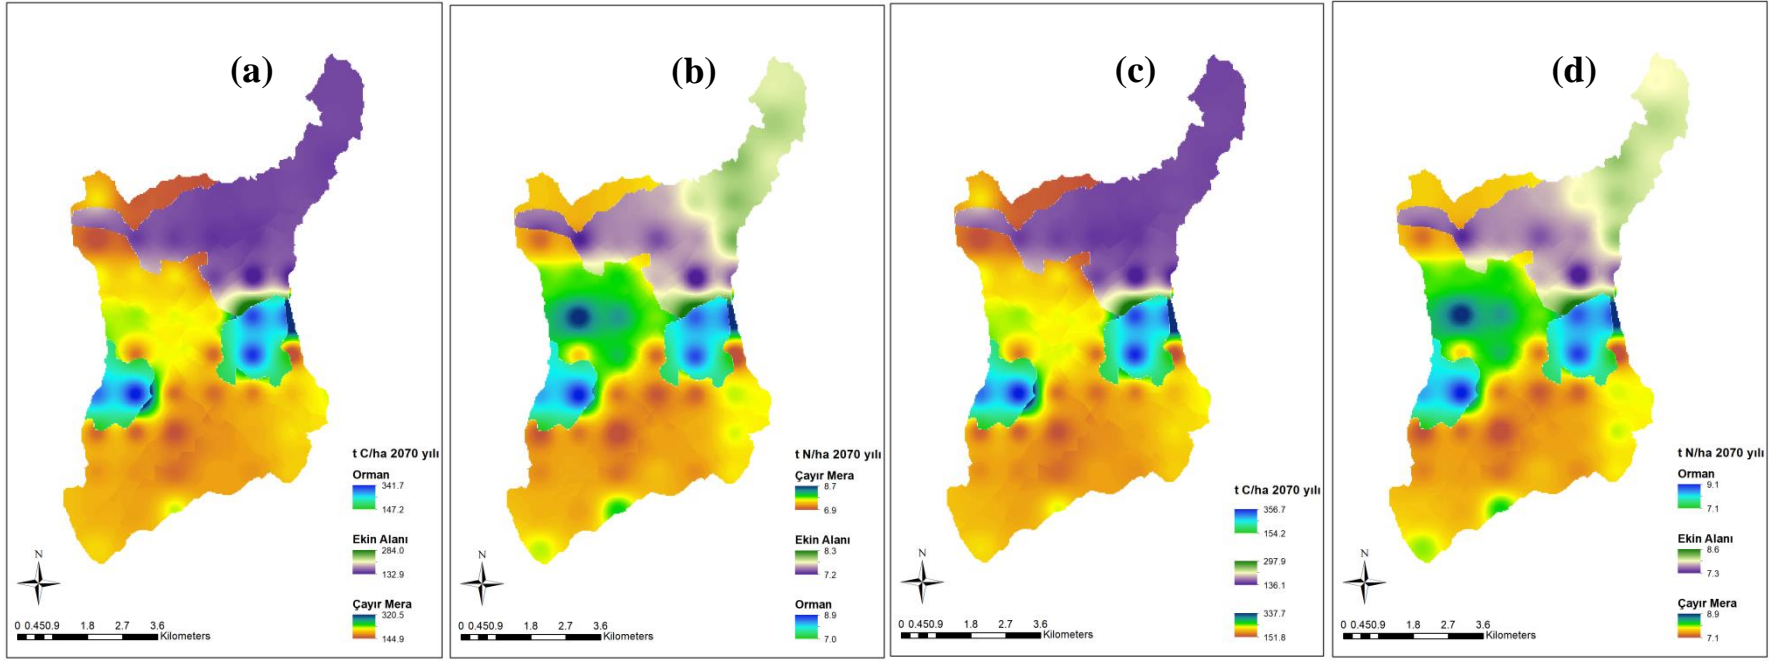 (a)
t C/ha 2070 yılı
Orman
341.7
147.2
Ekin Alanı
284.0
132.9
Çayır Mera
320.5
144.9
N
0 0.450.9 1.8 2.7 3.6
Kilometers
(b)
t N/ha 2070 yılı
Çayır Mera
8.7
6.9
Ekin Alanı
8.3
7.2
Orman
8.9
7.0
N
0 0.450.9 1.8 2.7 3.6
Kilometers
(c)
t C/ha 2070 yılı
356.7
154.2
297.9
136.1
337.7
151.8
N
0 0.450.9 1.8 2.7 3.6
Kilometers
(d)
t N/ha 2070 yılı
Orman
9.1
7.1
Ekin Alanı
8.6
7.3
Çayır Mera
8.9
7.1
N
0 0.450.9 1.8 2.7 3.6
Kilometers